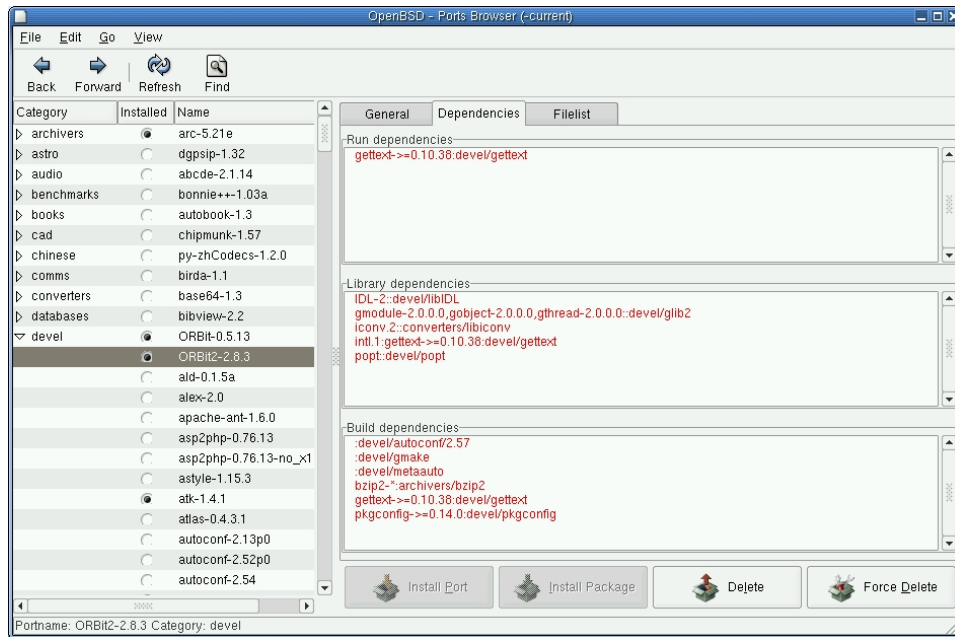 OpenBSD - Ports Browser (-current)
File Edit Go View
Back Forward Refresh Find
Category Installed Name
archivers arc-5.21e
astro dgpsip-1.32
audio abcde-2.1.14
benchmarks bonnie++-1.03a
books autobook-1.3
cad chipmunk-1.57
chinese py-zhCodecs-1.2.0
comms birda-1.1
converters base64-1.3
databases bibview-2.2
devel ORBit-0.5.13
ORBit2-2.8.3
ald-0.1.5a
alex-2.0
apache-ant-1.6.0
asp2php-0.76.13
asp2php-0.76.13-no_x1
astyle-1.15.3
atk-1.4.1
atlas-0.4.3.1
autoconf-2.13p0
autoconf-2.52p0
autoconf-2.54
General Dependencies Filelist
Run dependencies
gettext->=0.10.38:devel/gettext
Library dependencies
IDL-2::devel/libIDL
gmodule-2.0.0.0,gobject-2.0.0.0,gthread-2.0.0.0::devel/glib2
iconv.2::converters/libiconv
intl.1:gettext->=0.10.38:devel/gettext
popt::devel/popt
Build dependencies
:devel/autoconf/2.57
:devel/gmake
:devel/metaauto
bzip2-*:archivers/bzip2
gettext->=0.10.38:devel/gettext
pkgconfig->=0.14.0:devel/pkgconfig
Install Port Install Package Delete Force Delete
Portname: ORBit2-2.8.3 Category: devel